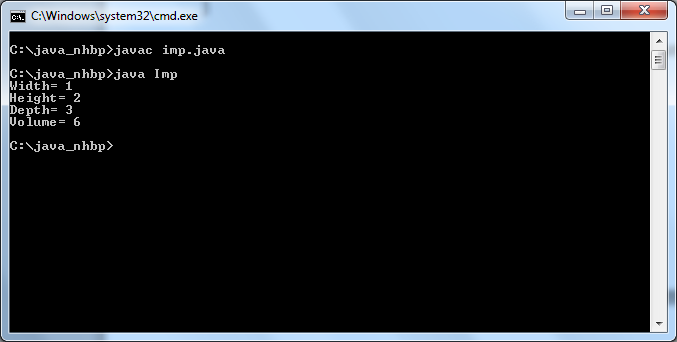 C:\Windows\system32\cmd.exe
C:\java_nhbp>javac imp.java
C:\java_nhbp>java Imp
Width= 1
Height= 2
Depth= 3
Volume= 6
C:\java_nhbp>